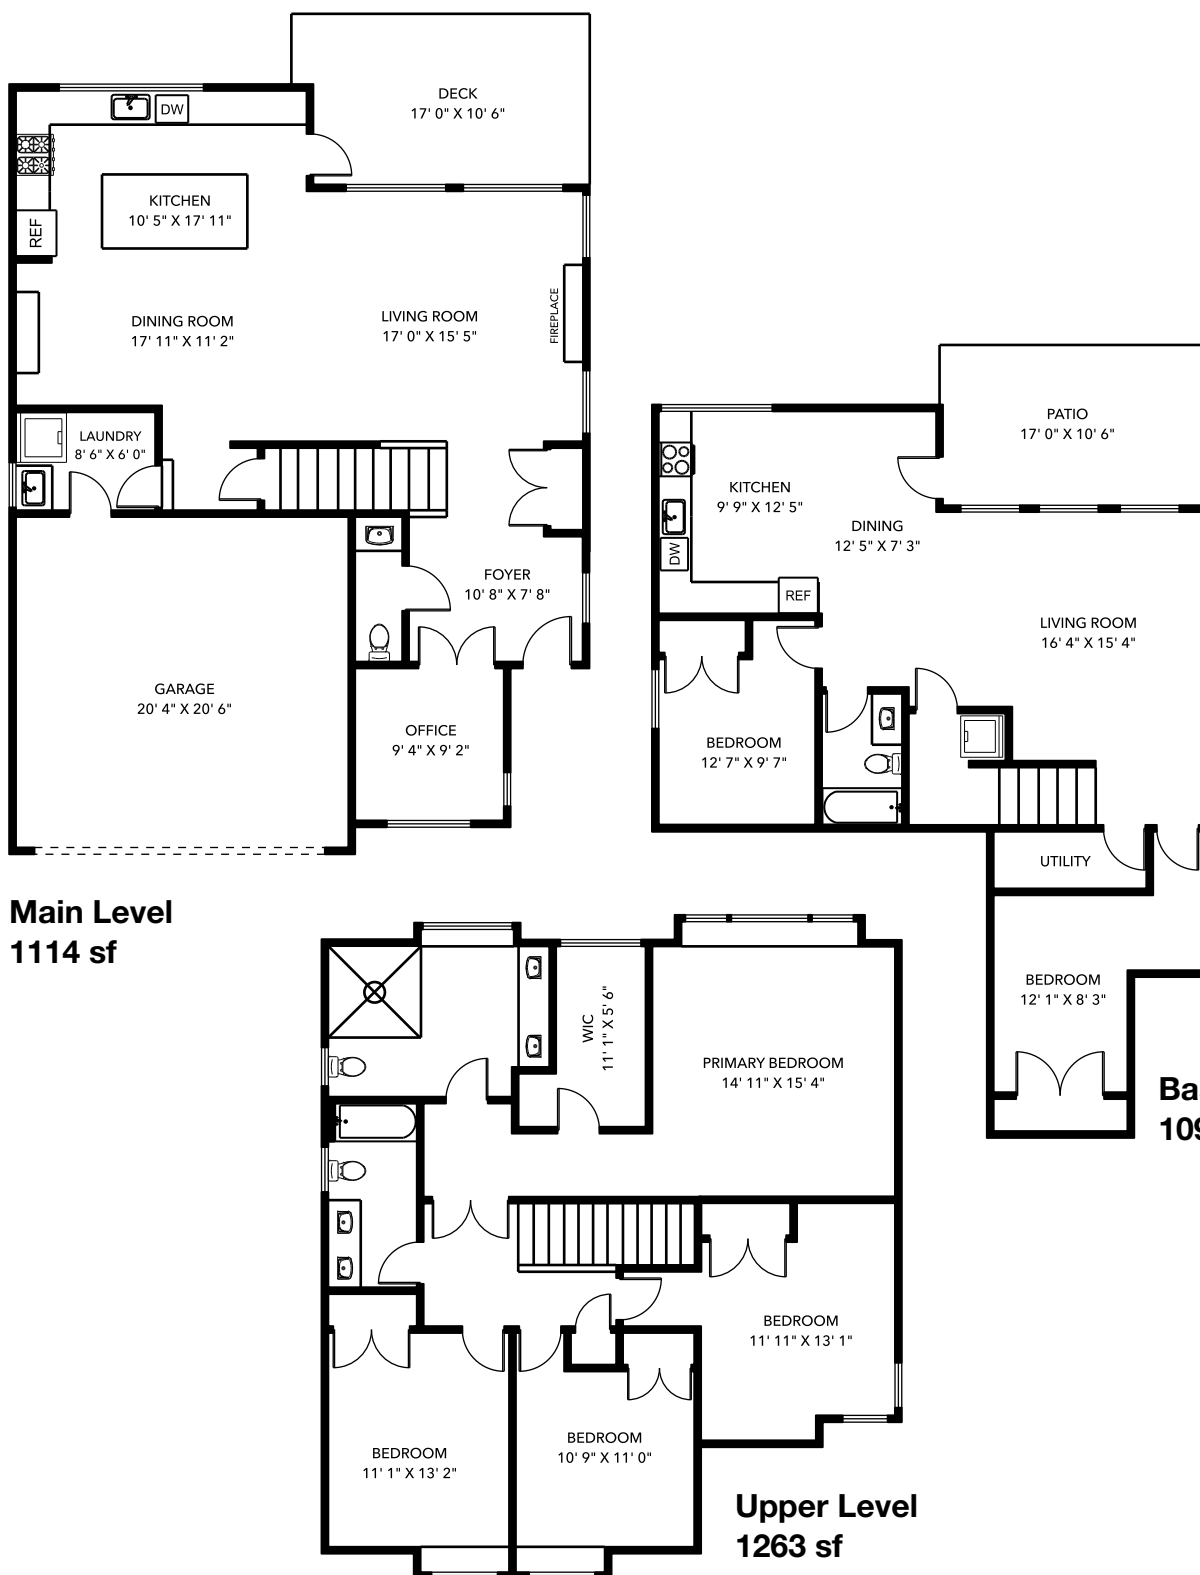 DECK
17' 0" X 10' 6"
DW
KITCHEN
10' 5" X 17' 11"
REF
DINING ROOM
17' 11" X 11' 2"
LIVING ROOM
17' 0" X 15' 5"
FIREPLACE
LAUNDRY
8' 6" X 6' 0"
FOYER
10' 8" X 7' 8"
GARAGE
20' 4" X 20' 6"
OFFICE
9' 4" X 9' 2"
Main Level
1114 sf
PATIO
17' 0" X 10' 6"
KITCHEN
9' 9" X 12' 5"
DINING
12' 5" X 7' 3"
DW
REF
LIVING ROOM
16' 4" X 15' 4"
BEDROOM
12' 7" X 9' 7"
UTILITY
BEDROOM
12' 1" X 8' 3"
Ba
109
WIC
11' 1" X 5' 6"
PRIMARY BEDROOM
14' 11" X 15' 4"
BEDROOM
11' 11" X 13' 1"
BEDROOM
10' 9" X 11' 0"
BEDROOM
11' 1" X 13' 2"
Upper Level
1263 sf